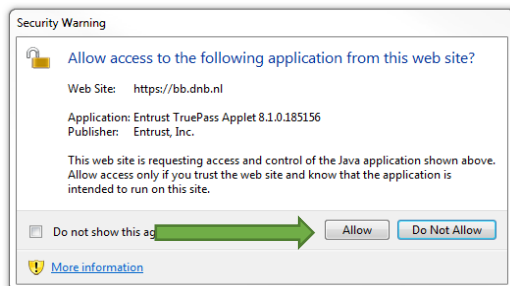 Security Warning
Allow access to the following application from this web site?
Web Site: https://bb.dnb.nl
Application: Entrust TruePass Applet 8.1.0.185156
Publisher: Entrust, Inc.
This web site is requesting access and control of the Java application shown above.
Allow access only if you trust the web site and know that the application is
intended to run on this site.
Do not show this
Allow
Do Not Allow
More information